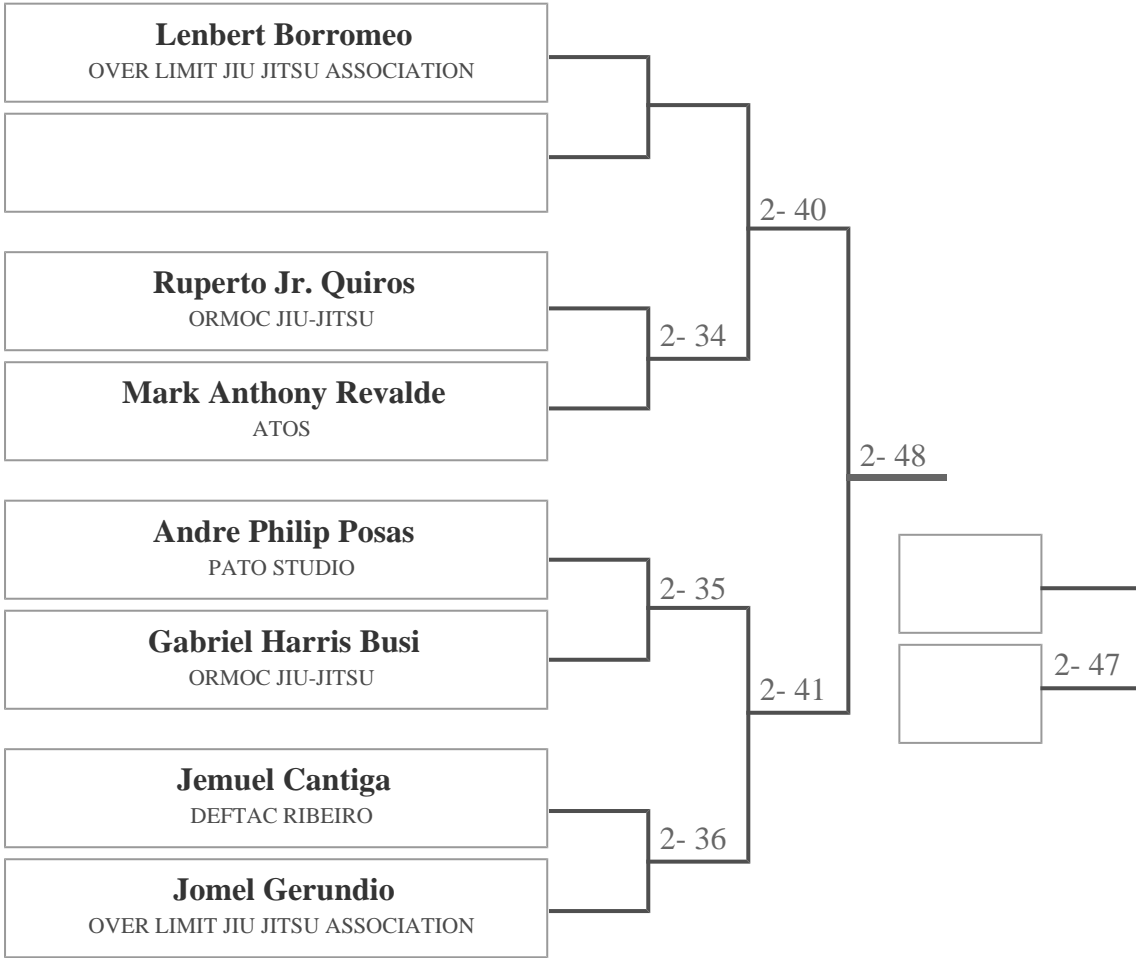 Lenbert Borromeo
OVER LIMIT JIU JITSU ASSOCIATION
2- 40
Ruperto Jr. Quiros
ORMOC JIU-JITSU
2- 34
Mark Anthony Revalde
ATOS
2- 48
Andre Philip Posas
PATO STUDIO
2- 35
Gabriel Harris Busi
ORMOC JIU-JITSU
2- 47
2- 41
Jemuel Cantiga
DEFTAC RIBEIRO
2- 36
Jomel Gerundio
OVER LIMIT JIU JITSU ASSOCIATION